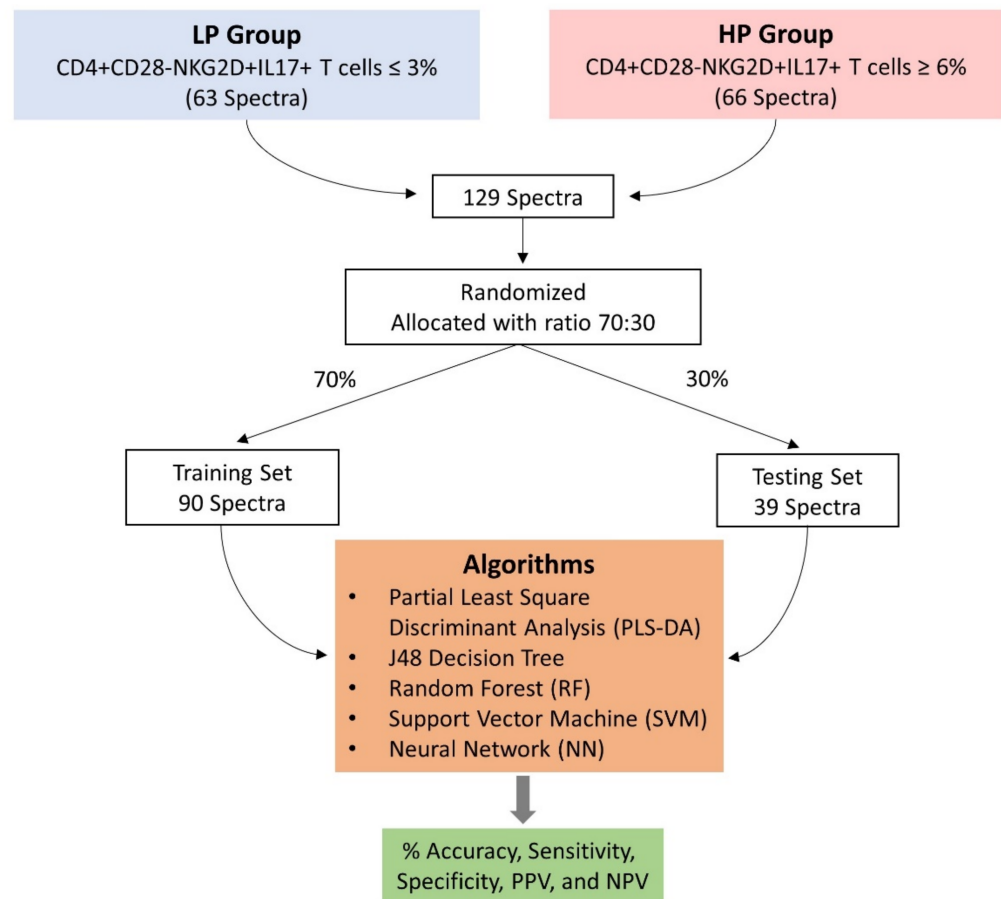 LP Group
CD4+CD28-NKG2D+IL17+ T cells ≤ 3%
(63 Spectra)
HP Group
CD4+CD28-NKG2D+IL17+ T cells ≥ 6%
(66 Spectra)
129 Spectra
Randomized
Allocated with ratio 70:30
70%
30%
Training Set
90 Spectra
Testing Set
39 Spectra
Algorithms
• Partial Least Square
Discriminant Analysis (PLS-DA)
• J48 Decision Tree
• Random Forest (RF)
• Support Vector Machine (SVM)
• Neural Network (NN)
% Accuracy, Sensitivity,
Specificity, PPV, and NPV